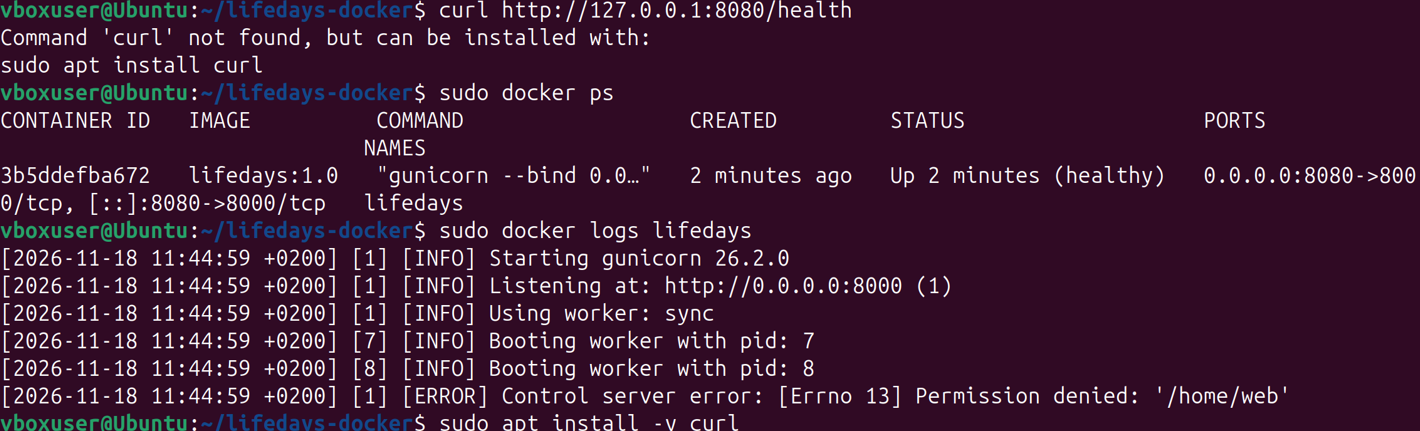 vboxuser@Ubuntu:~/lifedays-docker$ curl http://127.0.0.1:8080/health
Command 'curl' not found, but can be installed with:
sudo apt install curl
vboxuser@Ubuntu:~/lifedays-docker$ sudo docker ps
CONTAINER ID   IMAGE          COMMAND                  CREATED         STATUS                   PORTS
                              NAMES
3b5ddefba672   lifedays:1.0   "gunicorn --bind 0.0…"   2 minutes ago   Up 2 minutes (healthy)   0.0.0.0:8080->800
0/tcp, [::]:8080->8000/tcp   lifedays
vboxuser@Ubuntu:~/lifedays-docker$ sudo docker logs lifedays
[2026-11-18 11:44:59 +0200] [1] [INFO] Starting gunicorn 26.2.0
[2026-11-18 11:44:59 +0200] [1] [INFO] Listening at: http://0.0.0.0:8000 (1)
[2026-11-18 11:44:59 +0200] [1] [INFO] Using worker: sync
[2026-11-18 11:44:59 +0200] [7] [INFO] Booting worker with pid: 7
[2026-11-18 11:44:59 +0200] [8] [INFO] Booting worker with pid: 8
[2026-11-18 11:44:59 +0200] [1] [ERROR] Control server error: [Errno 13] Permission denied: '/home/web'
vboxuser@Ubuntu:~/lifedays-docker$ sudo apt install -y curl